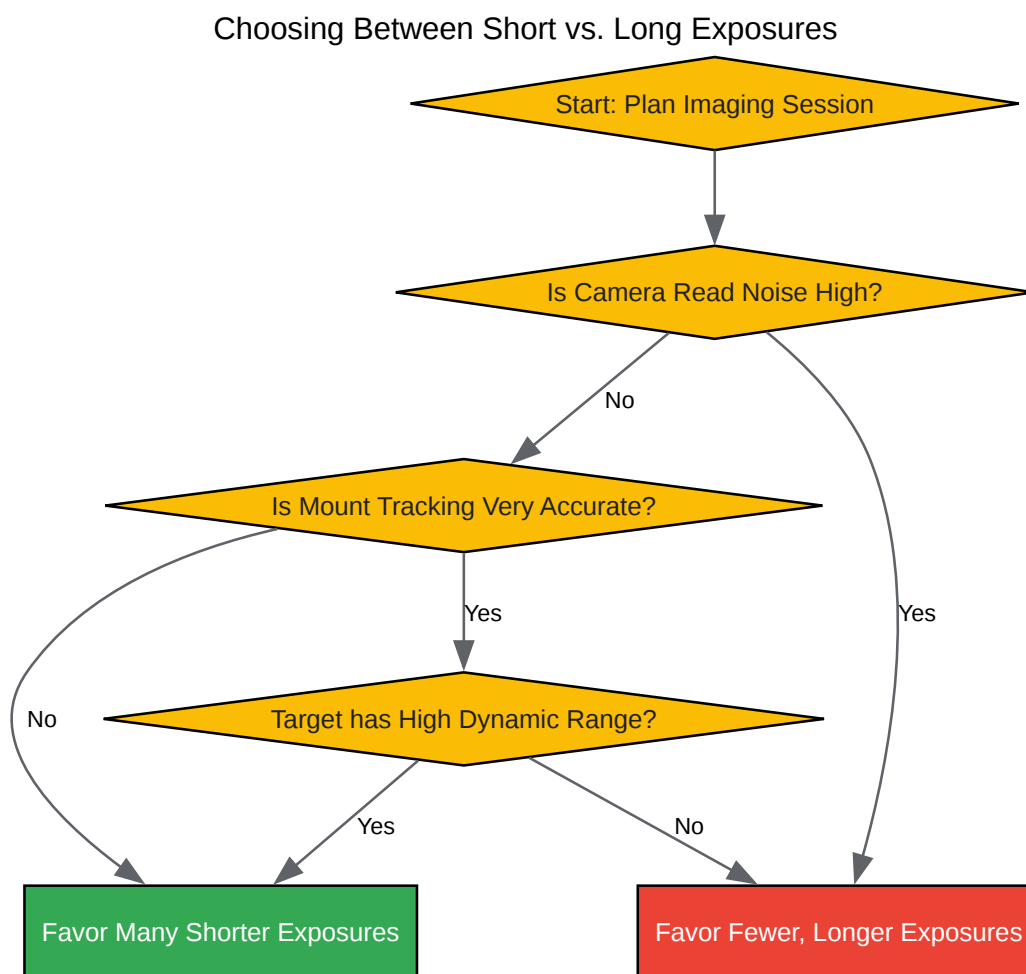 Choosing Between Short vs. Long Exposures
Start: Plan Imaging Session
Is Camera Read Noise High?
No
Is Mount Tracking Very Accurate?
Yes
Yes
No
Target has High Dynamic Range?
Yes
No
Favor Many Shorter Exposures
Favor Fewer, Longer Exposures